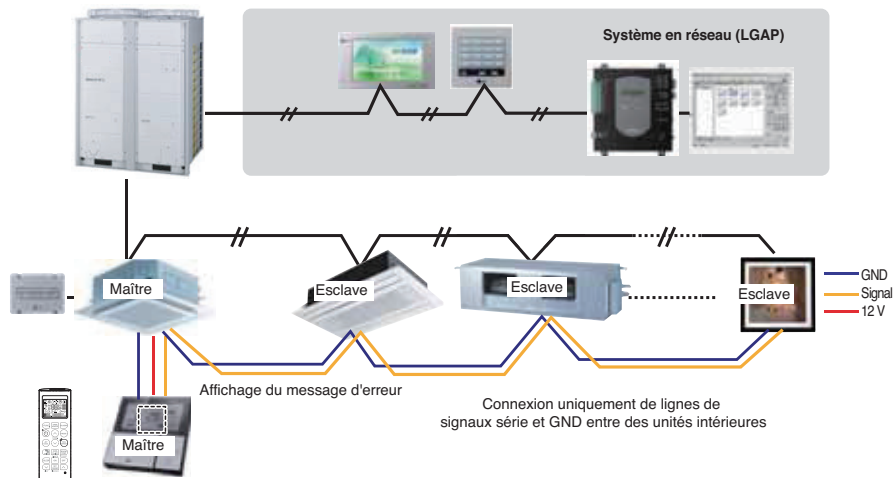 Système en réseau (LGAP)
Maître
Esclave
Esclave
Esclave
GND
Signal
12 V
Affichage du message d'erreur
Connexion uniquement de lignes de
signaux série et GND entre des unités intérieures
Maître